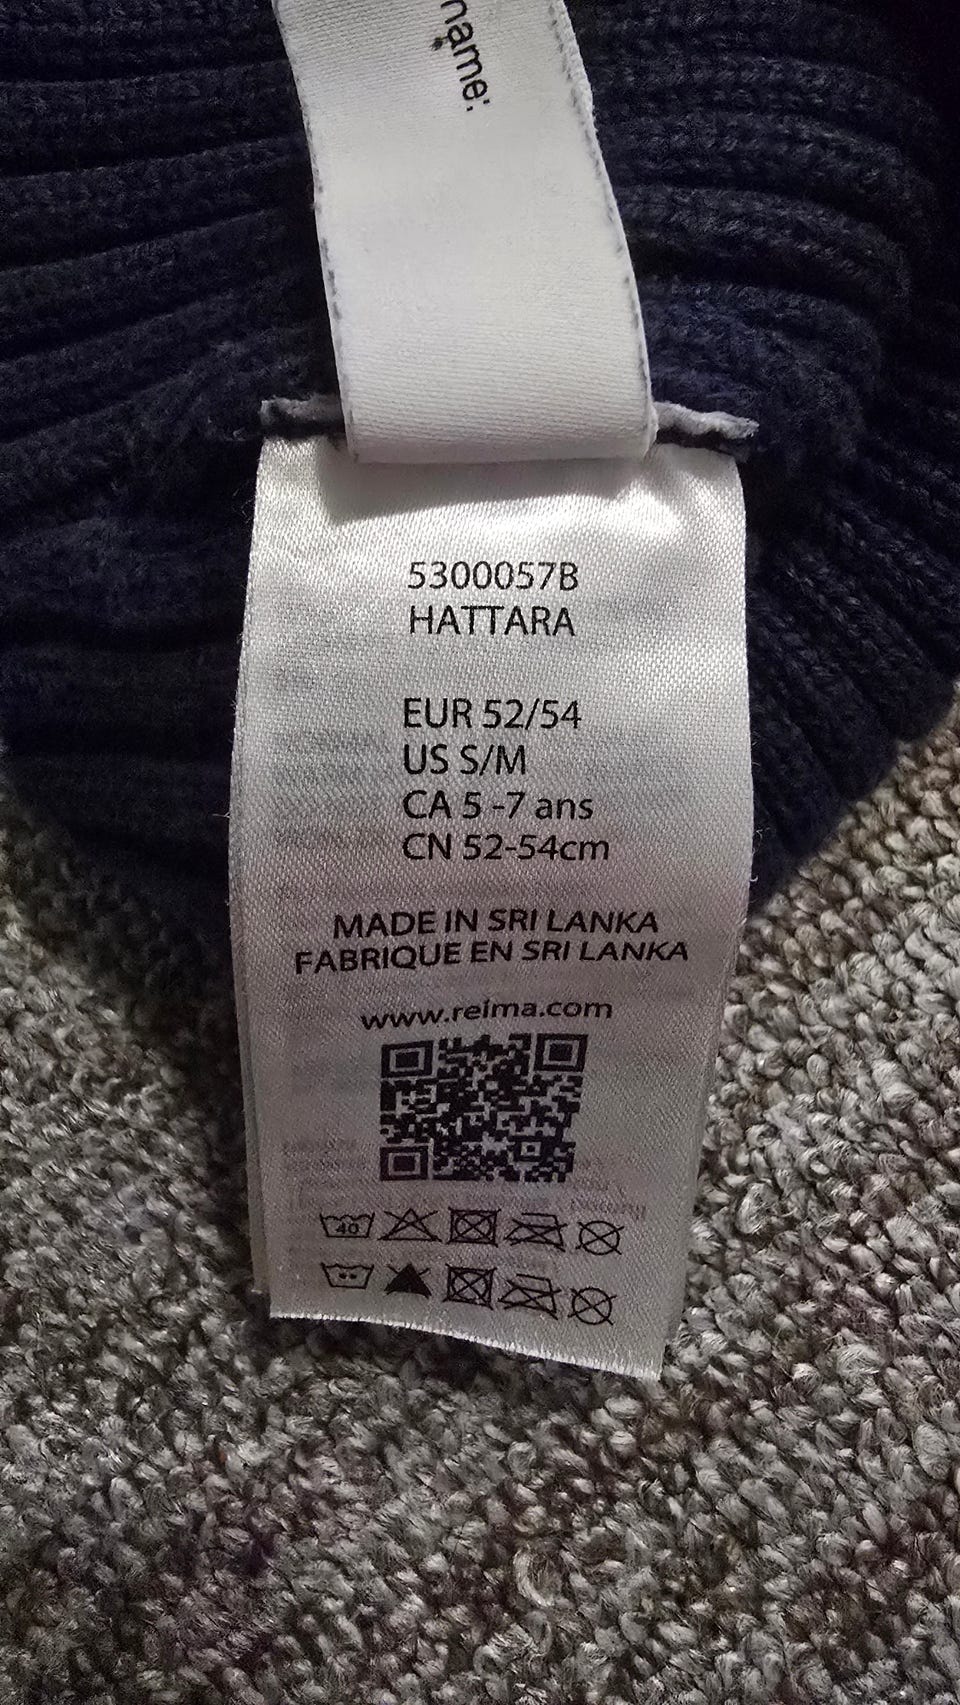 name:
5300057B
HATTARA
EUR 52/54
US S/M
CA 5 -7 ans
CN 52-54cm
MADE IN SRI LANKA
FABRIQUE EN SRI LANKA
www.reima.com
40